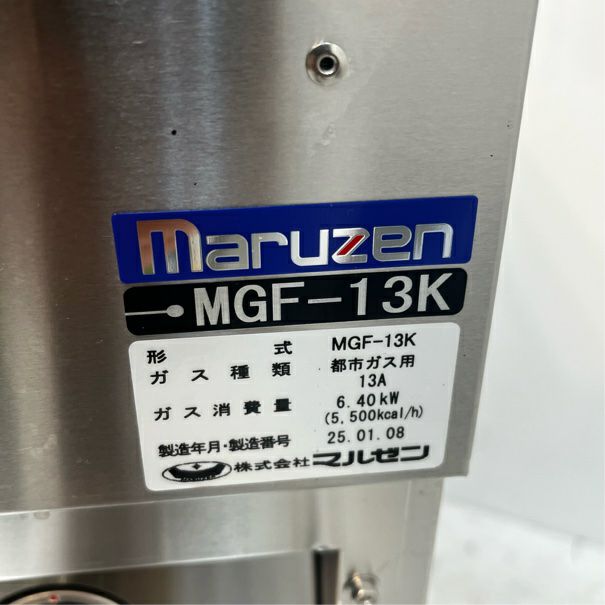 maruzen
MGF-13K
形式 MGF-13K
ガス種類 都市ガス用
13A
ガス消費量 6.40kW
(5,500kcal/h)
製造年月・製造番号 25.01.08
株式会社マルゼン